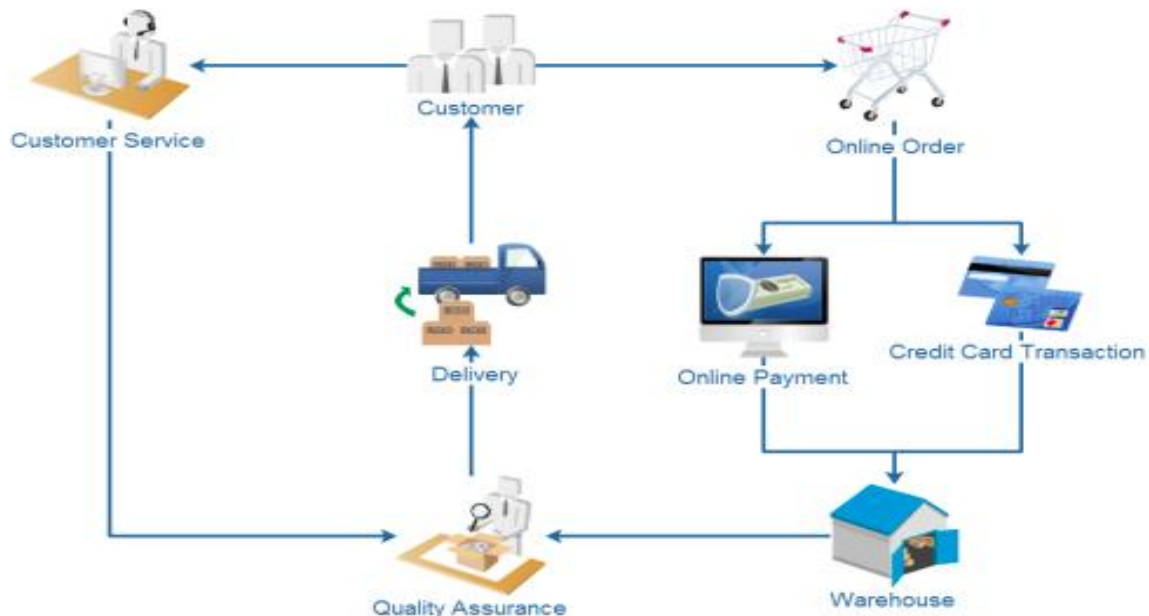 Customer
Customer Service
Online Order
Delivery
Online Payment
Credit Card Transaction
Quality Assurance
Warehouse